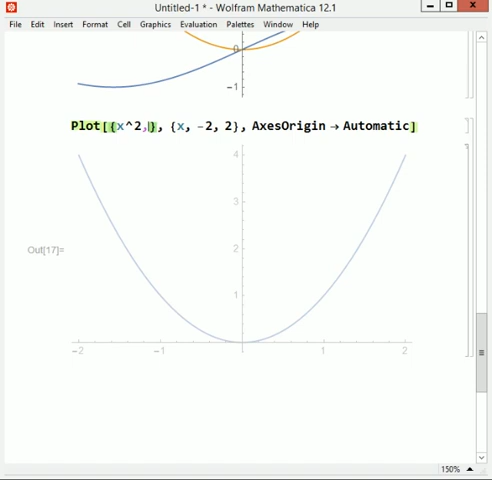 Untitled-1 * - Wolfram Mathematica 12.1
File Edit Insert Format Cell Graphics Evaluation Palettes Window Help
0
-1
Plot[{x^2,}, {x, -2, 2}, AxesOrigin → Automatic]
4
3
2
Out[17]=
1
-2 -1 1 2
150%